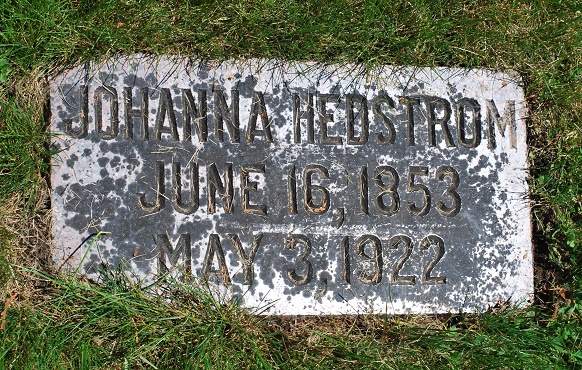 JOHANNA HEDSTROM
JUNE 16, 1853
MAY 3, 1922